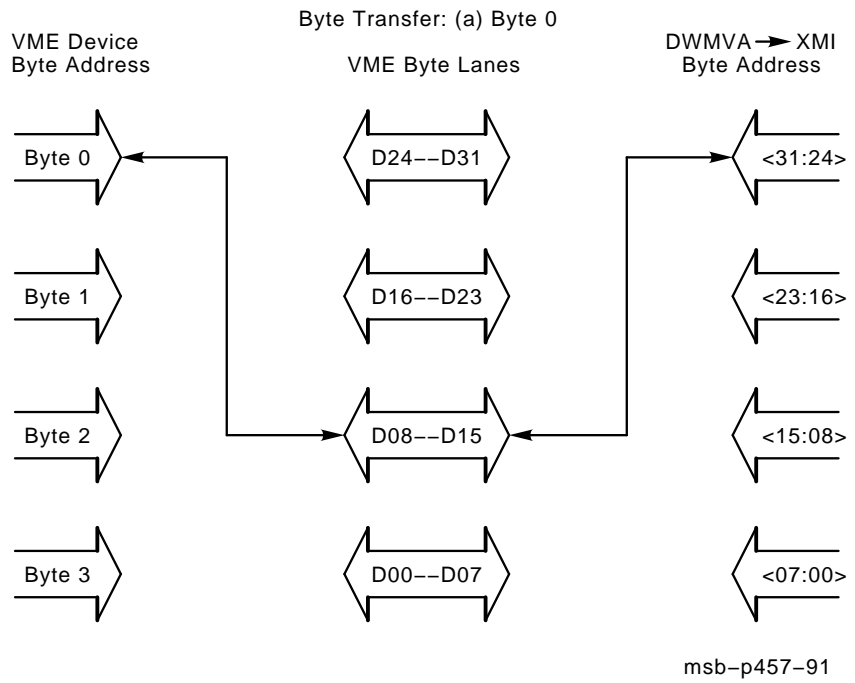 Byte Transfer: (a) Byte 0
VME Device
Byte Address
VME Byte Lanes
DWMVA → XMI
Byte Address
Byte 0
D24--D31
<31:24>
Byte 1
D16--D23
<23:16>
Byte 2
D08--D15
<15:08>
Byte 3
D00--D07
<07:00>
msb-p457-91